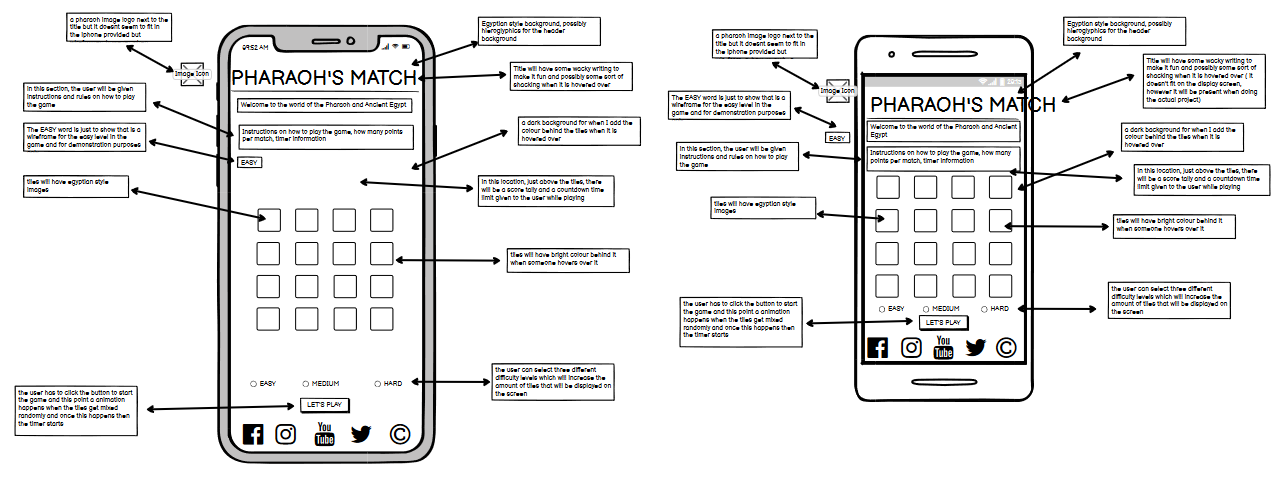 a pharaoh image logo next to the
title but it doesnt seem to fit in
the iphone provided but
Image Icon
In this section, the user will be given
instructions and rules on how to play
the game
The EASY word is just to show that is a
wireframe for the easy level in the
game and for demonstration purposes
tiles will have egyptian style
images
the user has to click the button to start
the game and this point a animation
happens when the tiles get mixed
randomly and once this happens then
the timer starts
09:52 AM
PHARAOH'S MATCH
Welcome to the world of the Pharaoh and Ancient Egypt
Instructions on how to play the game, how many points
per match, timer information
EASY
EASY
MEDIUM
HARD
LET'S PLAY
You
Tube
©
Egyptian style background, possibly
hieroglyphics for the header
background
Title will have some wacky writing to
make it fun and possibly some sort of
shacking when it is hovered over
a dark background for when I add the
colour behind the tiles when it is
hovered over
In this location, just above the tiles, there
will be a score tally and a countdown time
limit given to the user while playing
tiles will have bright colour behind it
when someone hovers over it
the user can select three different
difficulty levels which will increase the
amount of tiles that will be displayed on
the screen
a pharaoh image logo next to the
title but it doesnt seem to fit in
the iphone provided but
Image Icon
The EASY word is just to show that is a
wireframe for the easy level in the
game and for demonstration purposes
EASY
In this section, the user will be given
instructions and rules on how to play
the game
tiles will have egyptian style
images
the user has to click the button to start
the game and this point a animation
happens when the tiles get mixed
randomly and once this happens then
the timer starts
PHARAOH'S MATCH
Welcome to the world of the Pharaoh and Ancient
Egypt
Instructions on how to play the game, how many
points per match, timer information
EASY
MEDIUM
HARD
LET'S PLAY
You
Tube
©
Egyptian style background, possibly
hieroglyphics for the header
background
Title will have some wacky writing to
make it fun and possibly some sort of
shacking when it is hovered over ( it
doesn't fit on the display screen,
however it will be present when doing
the actual project)
a dark background for when I add the
colour behind the tiles when it is
hovered over
In this location, just above the tiles, there
will be a score tally and a countdown time
limit given to the user while playing
tiles will have bright colour behind it
when someone hovers over it
the user can select three different
difficulty levels which will increase the
amount of tiles that will be displayed on
the screen